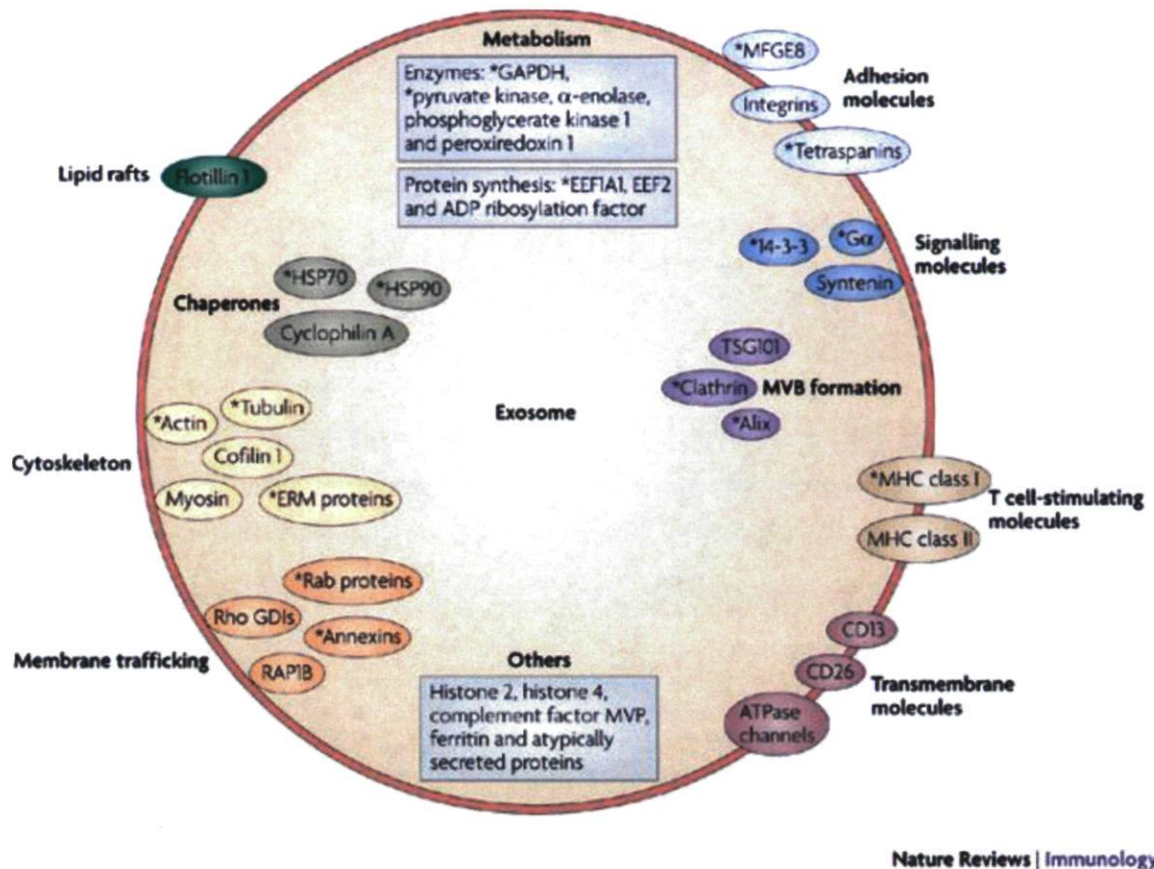 Metabolism
Enzymes: *GAPDH,
*pyruvate kinase, α-enolase,
phosphoglycerate kinase 1
and peroxiredoxin 1
Protein synthesis: *EEF1A1, EEF2
and ADP ribosylation factor
*MFGE8
Integrins
*Tetraspanins
Adhesion
molecules
Lipid rafts
Flotillin 1
*14-3-3
*Gα
Syntenin
Signalling
molecules
Chaperones
*HSP70
*HSP90
Cyclophilin A
TSG101
*Clathrin
*Alix
MVB formation
Exosome
Cytoskeleton
*Actin
*Tubulin
Cofilin 1
Myosin
*ERM proteins
*MHC class I
MHC class II
T cell-stimulating
molecules
Membrane trafficking
*Rab proteins
Rho GDIs
*Annexins
RAP1B
CD13
CD26
ATPase
channels
Transmembrane
molecules
Others
Histone 2, histone 4,
complement factor MVP,
ferritin and atypically
secreted proteins
Nature Reviews | Immunology